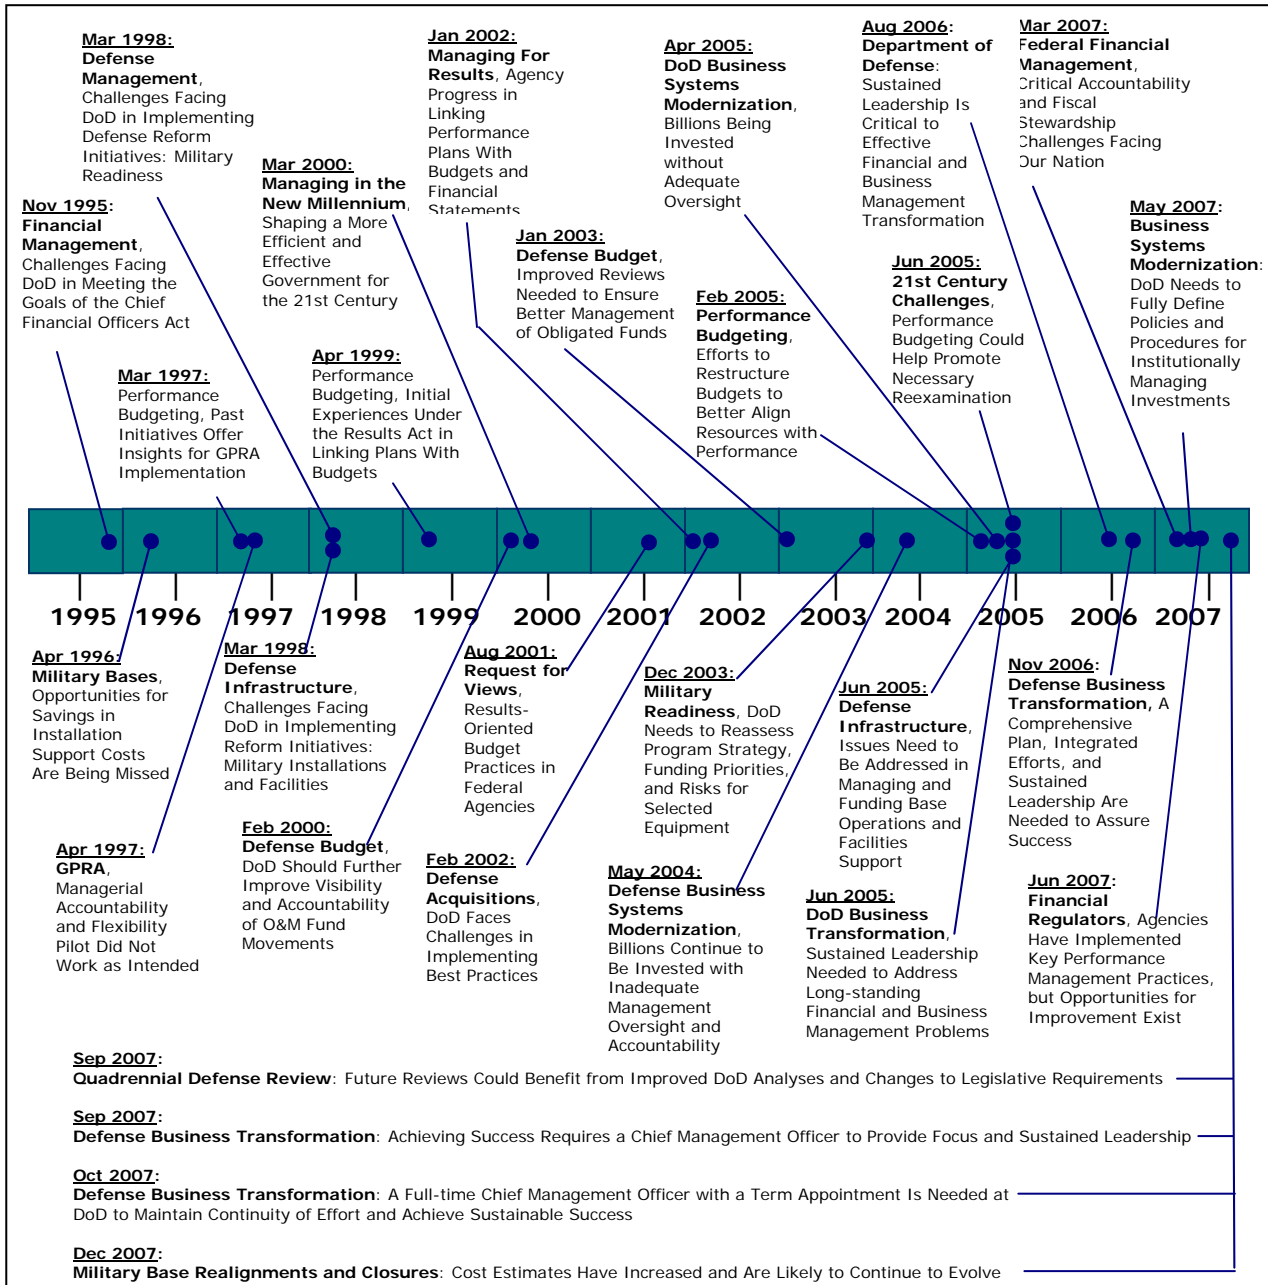 Mar 1998:
Defense
Management,
Challenges Facing
DoD in Implementing
Defense Reform
Initiatives: Military
Readiness
Jan 2002:
Managing For
Results, Agency
Progress in
Linking
Performance
Plans With
Budgets and
Financial
Statements
Apr 2005:
DoD Business
Systems
Modernization,
Billions Being
Invested
without
Adequate
Oversight
Aug 2006:
Department of
Defense:
Sustained
Leadership Is
Critical to
Effective
Financial and
Business
Management
Transformation
Mar 2007:
Federal Financial
Management,
Critical Accountability
and Fiscal
Stewardship
Challenges Facing
Our Nation
Nov 1995:
Financial
Management,
Challenges Facing
DoD in Meeting the
Goals of the Chief
Financial Officers Act
Mar 2000:
Managing in the
New Millennium,
Shaping a More
Efficient and
Effective
Government for
the 21st Century
Jan 2003:
Defense Budget,
Improved Reviews
Needed to Ensure
Better Management
of Obligated Funds
Feb 2005:
Performance
Budgeting,
Efforts to
Restructure
Budgets to
Better Align
Resources with
Performance
Jun 2005:
21st Century
Challenges,
Performance
Budgeting Could
Help Promote
Necessary
Reexamination
May 2007:
Business
Systems
Modernization:
DoD Needs to
Fully Define
Policies and
Procedures for
Institutionally
Managing
Investments
Mar 1997:
Performance
Budgeting, Past
Initiatives Offer
Insights for GPRA
Implementation
Apr 1999:
Performance
Budgeting, Initial
Experiences Under
the Results Act in
Linking Plans With
Budgets
1995 1996 1997 1998 1999 2000 2001 2002 2003 2004 2005 2006 2007
Apr 1996:
Military Bases,
Opportunities for
Savings in
Installation
Support Costs
Are Being Missed
Mar 1998:
Defense
Infrastructure,
Challenges Facing
DoD in Implementing
Reform Initiatives:
Military Installations
and Facilities
Aug 2001:
Request for
Views,
Results-
Oriented
Budget
Practices in
Federal
Agencies
Dec 2003:
Military
Readiness, DoD
Needs to Reassess
Program Strategy,
Funding Priorities,
and Risks for
Selected
Equipment
Jun 2005:
Defense
Infrastructure,
Issues Need to
Be Addressed in
Managing and
Funding Base
Operations and
Facilities
Support
Nov 2006:
Defense Business
Transformation, A
Comprehensive
Plan, Integrated
Efforts, and
Sustained
Leadership Are
Needed to Assure
Success
Apr 1997:
GPRA,
Managerial
Accountability
and Flexibility
Pilot Did Not
Work as Intended
Feb 2000:
Defense Budget,
DoD Should Further
Improve Visibility
and Accountability
of O&M Fund
Movements
Feb 2002:
Defense
Acquisitions,
DoD Faces
Challenges in
Implementing
Best Practices
May 2004:
Defense Business
Systems
Modernization,
Billions Continue to
Be Invested with
Inadequate
Management
Oversight and
Accountability
Jun 2005:
DoD Business
Transformation,
Sustained Leadership
Needed to Address
Long-standing
Financial and Business
Management Problems
Jun 2007:
Financial
Regulators, Agencies
Have Implemented
Key Performance
Management Practices,
but Opportunities for
Improvement Exist
Sep 2007:
Quadrennial Defense Review: Future Reviews Could Benefit from Improved DoD Analyses and Changes to Legislative Requirements
Sep 2007:
Defense Business Transformation: Achieving Success Requires a Chief Management Officer to Provide Focus and Sustained Leadership
Oct 2007:
Defense Business Transformation: A Full-time Chief Management Officer with a Term Appointment Is Needed at
DoD to Maintain Continuity of Effort and Achieve Sustainable Success
Dec 2007:
Military Base Realignments and Closures: Cost Estimates Have Increased and Are Likely to Continue to Evolve